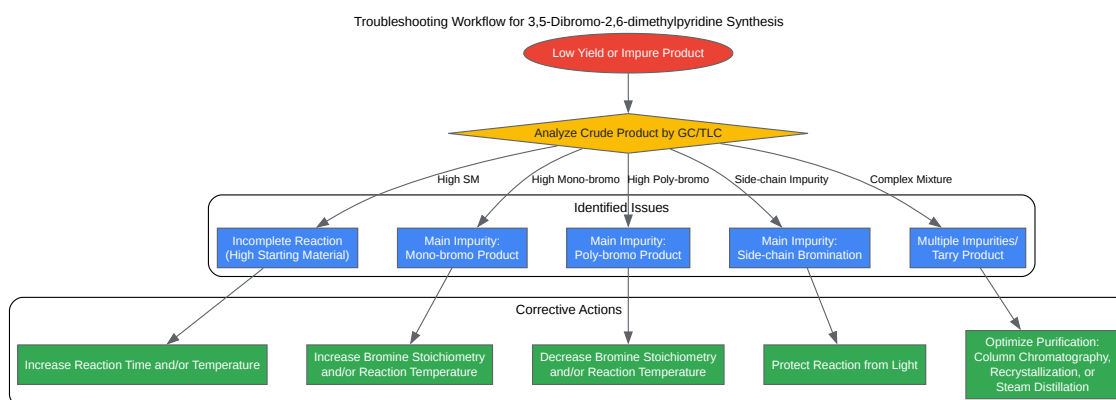 Troubleshooting Workflow for 3,5-Dibromo-2,6-dimethylpyridine Synthesis
Low Yield or Impure Product
Analyze Crude Product by GC/TLC
High SM
High Mono-bromo
High Poly-bromo
Side-chain Impurity
Complex Mixture
Identified Issues
Incomplete Reaction
(High Starting Material)
Main Impurity:
Mono-bromo Product
Main Impurity:
Poly-bromo Product
Main Impurity:
Side-chain Bromination
Multiple Impurities/
Tarry Product
Corrective Actions
Increase Reaction Time and/or Temperature
Increase Bromine Stoichiometry
and/or Reaction Temperature
Decrease Bromine Stoichiometry
and/or Reaction Temperature
Protect Reaction from Light
Optimize Purification:
Column Chromatography,
Recrystallization, or
Steam Distillation